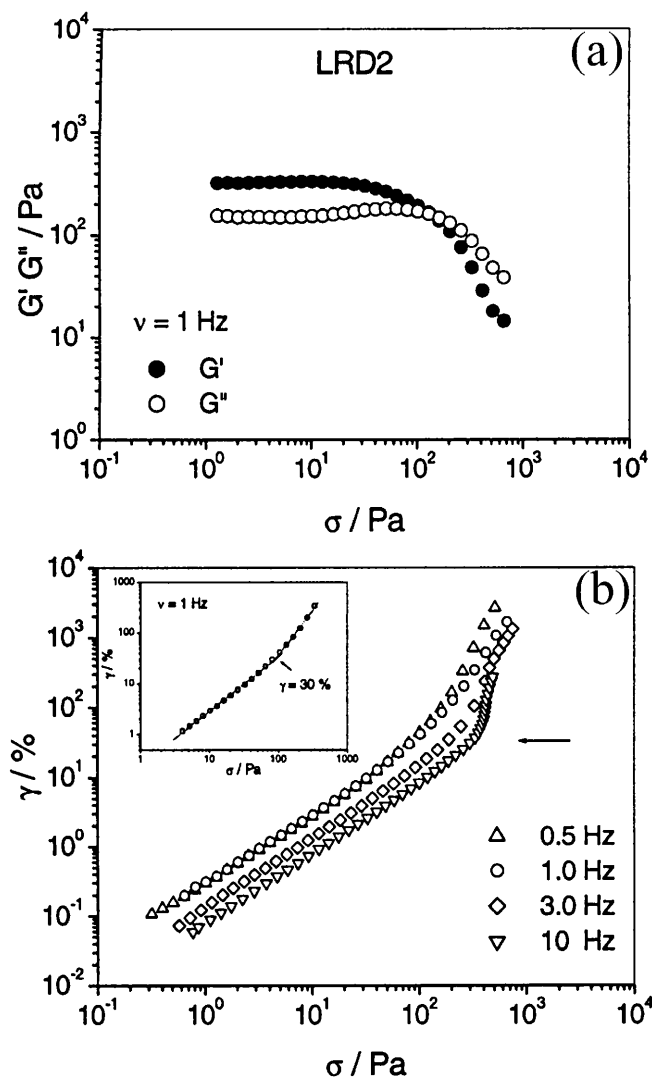 (a)
LRD2
10⁴
10³
10²
10¹
10⁰
G' G'' / Pa
ν = 1 Hz
G'
G''
10⁻¹ 10⁰ 10¹ 10² 10³ 10⁴
σ / Pa
(b)
10⁴
10³
10²
10¹
10⁰
10⁻¹
10⁻²
γ / %
1000
100
10
1
γ / %
ν = 1 Hz
γ = 30 %
1 10 100 1000
σ / Pa
0.5 Hz
1.0 Hz
3.0 Hz
10 Hz
10⁻¹ 10⁰ 10¹ 10² 10³ 10⁴
σ / Pa